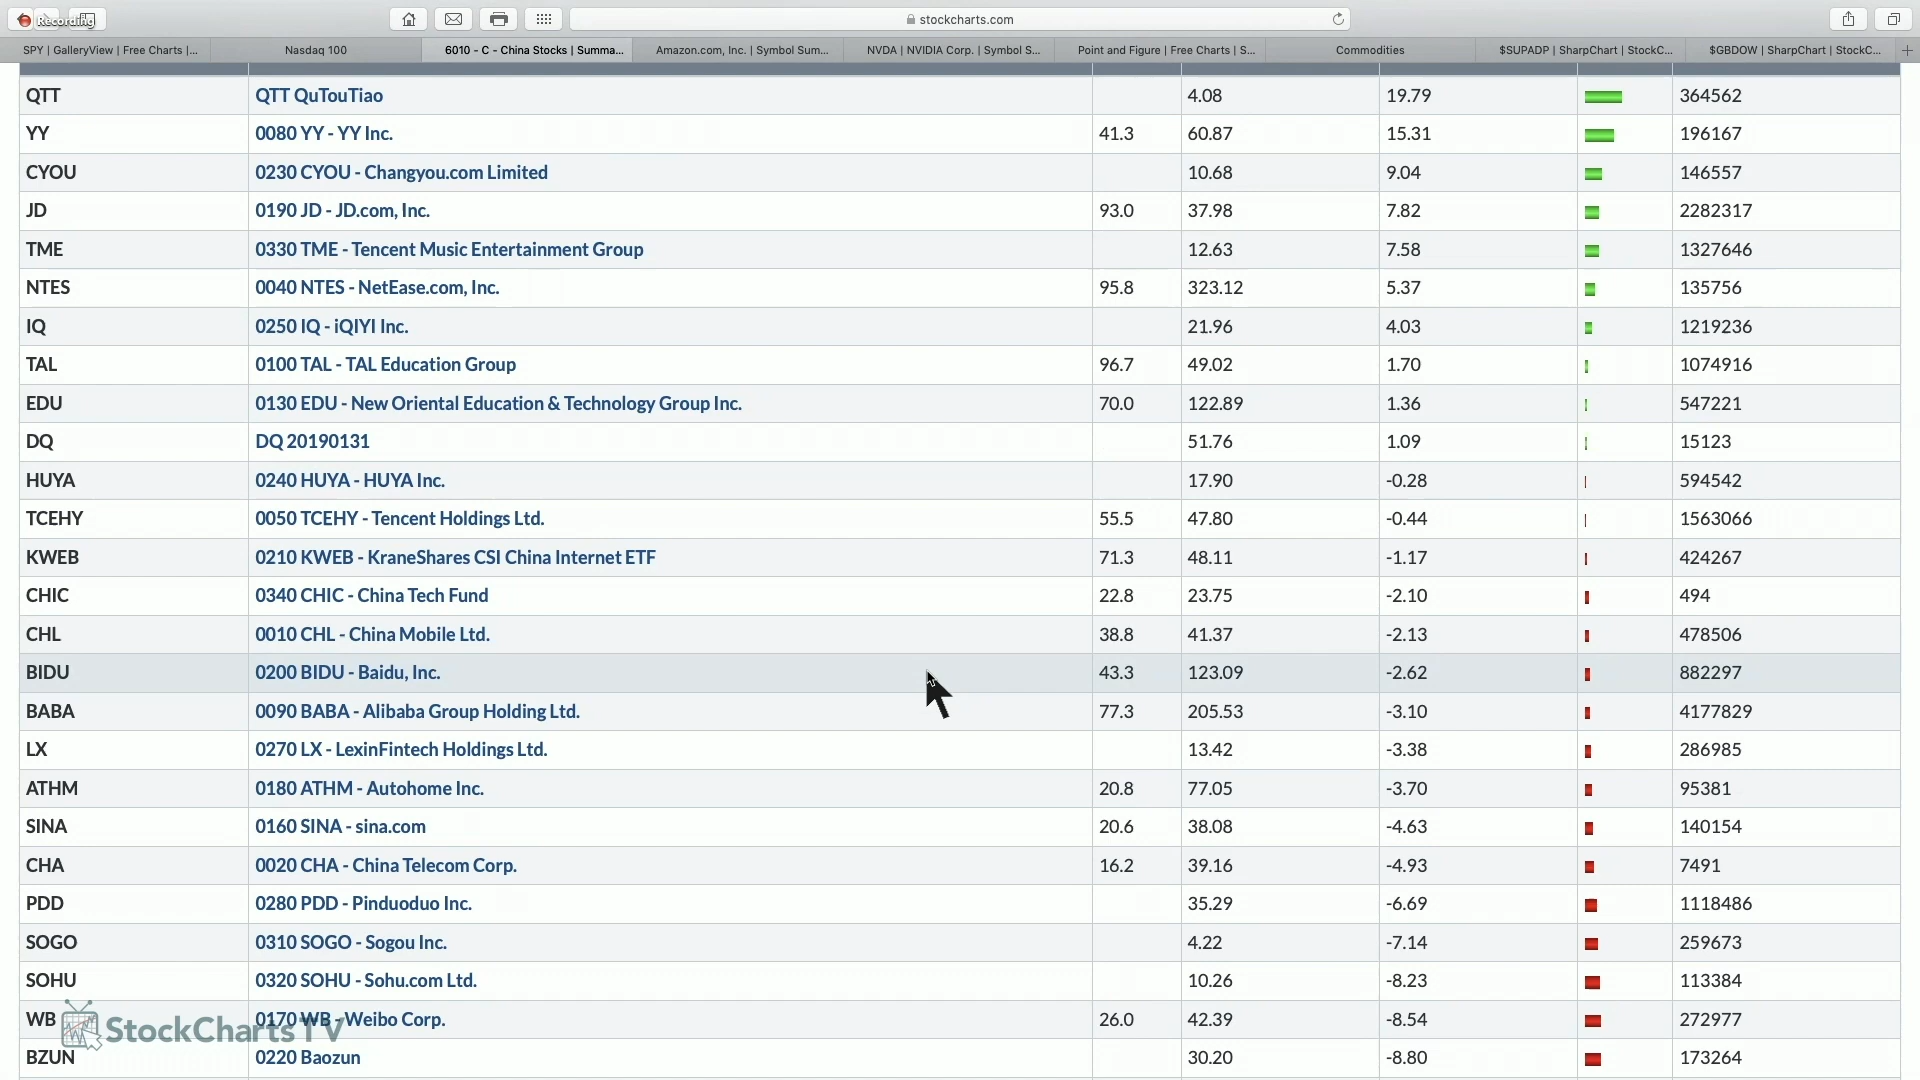 Recording
stockcharts.com
SPY | GalleryView | Free Charts |...
Nasdaq 100
6010 - C - China Stocks | Summa...
Amazon.com, Inc. | Symbol Sum...
NVDA | NVIDIA Corp. | Symbol S...
Point and Figure | Free Charts | S...
Commodities
$SUPADP | SharpChart | StockC...
$GBDOW | SharpChart | StockC...
QTT QTT QuTouTiao 4.08 19.79 364562
YY 0080 YY - YY Inc. 41.3 60.87 15.31 196167
CYOU 0230 CYOU - Changyou.com Limited 10.68 9.04 146557
JD 0190 JD - JD.com, Inc. 93.0 37.98 7.82 2282317
TME 0330 TME - Tencent Music Entertainment Group 12.63 7.58 1327646
NTES 0040 NTES - NetEase.com, Inc. 95.8 323.12 5.37 135756
IQ 0250 IQ - iQIYI Inc. 21.96 4.03 1219236
TAL 0100 TAL - TAL Education Group 96.7 49.02 1.70 1074916
EDU 0130 EDU - New Oriental Education & Technology Group Inc. 70.0 122.89 1.36 547221
DQ DQ 20190131 51.76 1.09 15123
HUYA 0240 HUYA - HUYA Inc. 17.90 -0.28 594542
TCEHY 0050 TCEHY - Tencent Holdings Ltd. 55.5 47.80 -0.44 1563066
KWEB 0210 KWEB - KraneShares CSI China Internet ETF 71.3 48.11 -1.17 424267
CHIC 0340 CHIC - China Tech Fund 22.8 23.75 -2.10 494
CHL 0010 CHL - China Mobile Ltd. 38.8 41.37 -2.13 478506
BIDU 0200 BIDU - Baidu, Inc. 43.3 123.09 -2.62 882297
BABA 0090 BABA - Alibaba Group Holding Ltd. 77.3 205.53 -3.10 4177829
LX 0270 LX - LexinFintech Holdings Ltd. 13.42 -3.38 286985
ATHM 0180 ATHM - Autohome Inc. 20.8 77.05 -3.70 95381
SINA 0160 SINA - sina.com 20.6 38.08 -4.63 140154
CHA 0020 CHA - China Telecom Corp. 16.2 39.16 -4.93 7491
PDD 0280 PDD - Pinduoduo Inc. 35.29 -6.69 1118486
SOGO 0310 SOGO - Sogou Inc. 4.22 -7.14 259673
SOHU 0320 SOHU - Sohu.com Ltd. 10.26 -8.23 113384
WB 0170 WB - Weibo Corp. 26.0 42.39 -8.54 272977
StockCharts TV
BZUN 0220 Baozun 30.20 -8.80 173264